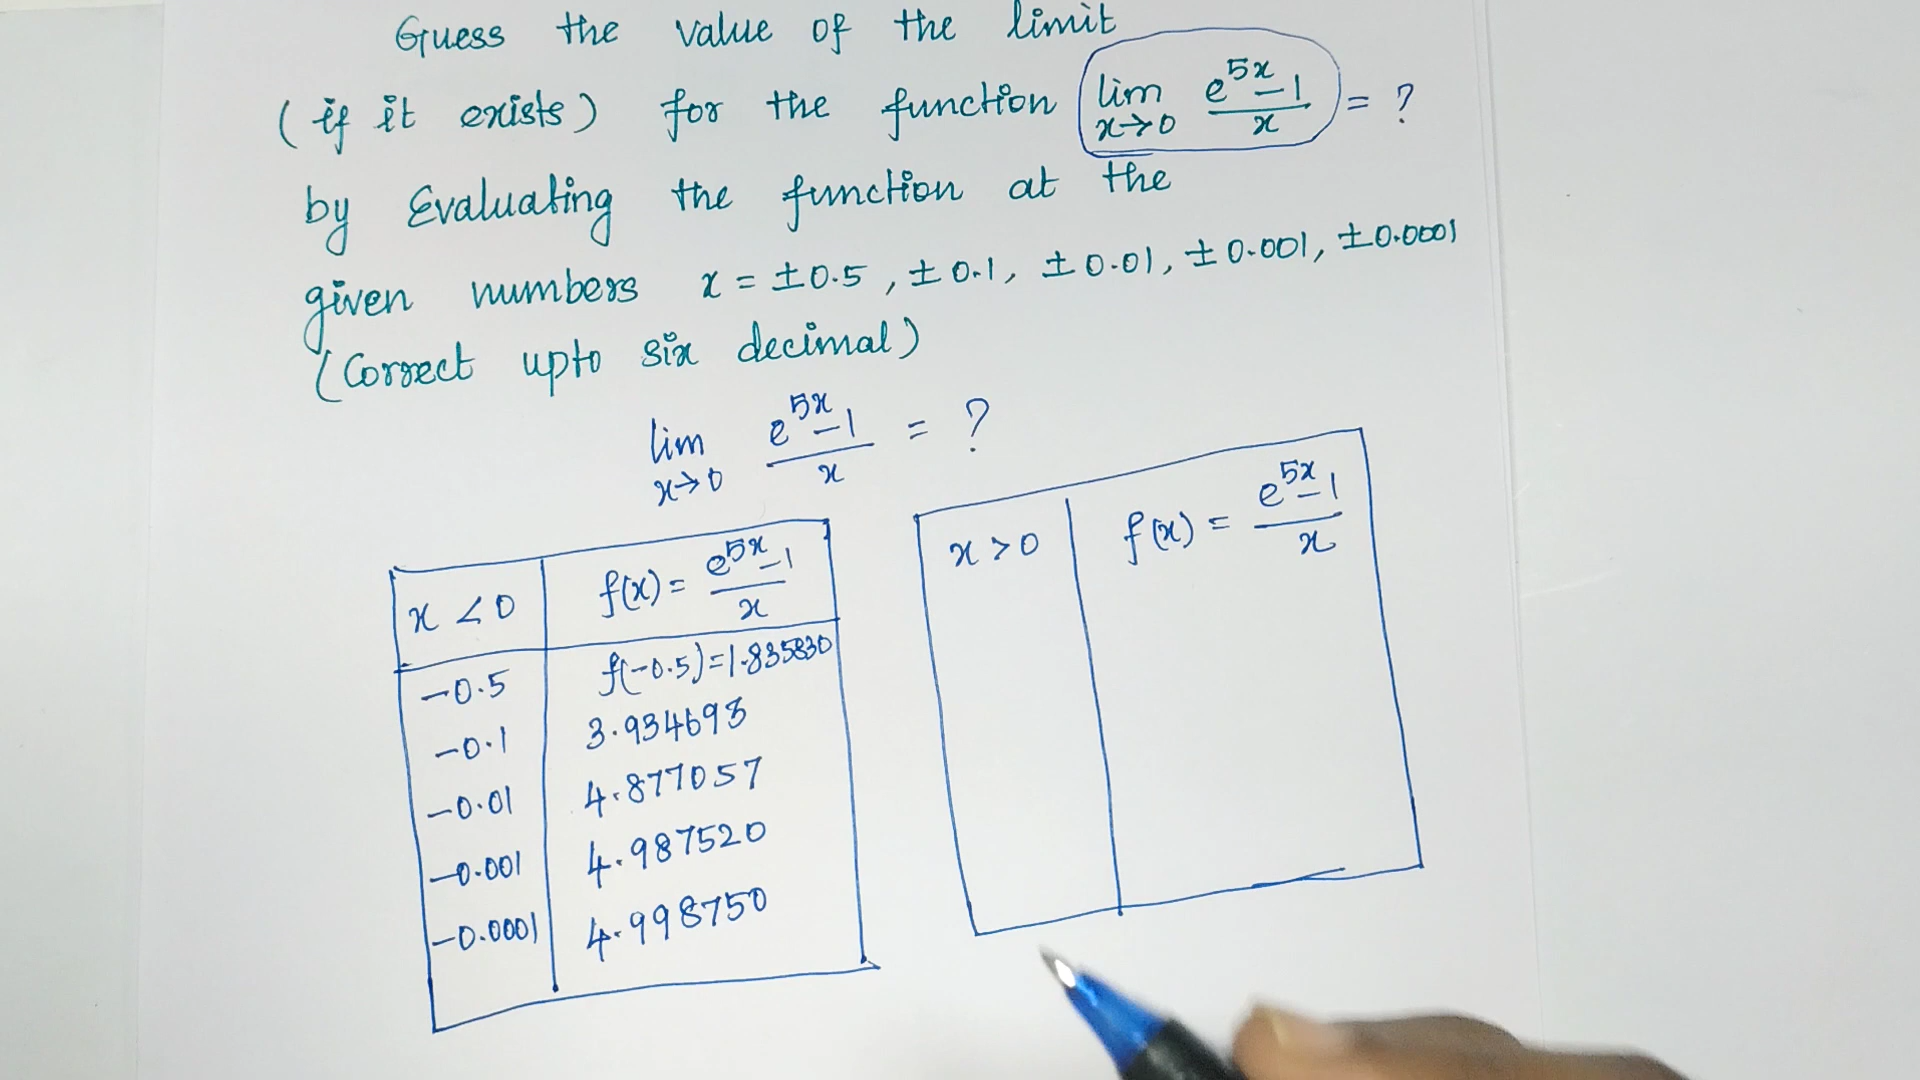 Guess the value of the limit
(if it exists) for the function lim x→0 e^5x-1/x = ?
by Evaluating the function at the
given numbers x = ±0.5, ±0.1, ±0.01, ±0.001, ±0.0001
(Correct upto six decimal)
lim x→0 e^5x-1/x = ?
x<0 f(x) = e^5x-1/x
-0.5 f(-0.5)=1.835830
-0.1 3.934693
-0.01 4.877057
-0.001 4.987520
-0.0001 4.998750
x>0 f(x) = e^5x-1/x